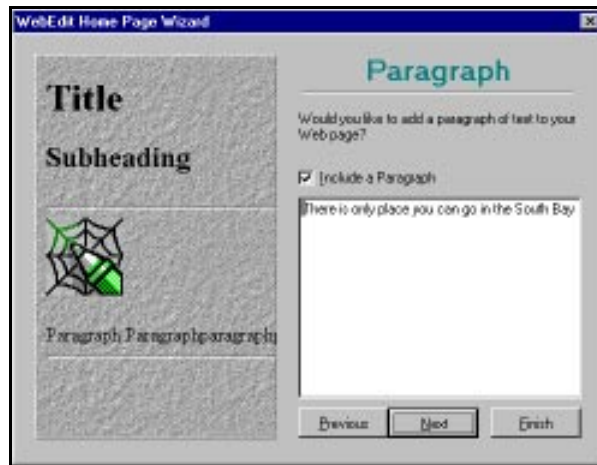 WebEdit Home Page Wizard
Title
Subheading
Paragraph Paragraphparagraph
Paragraph
Would you like to add a paragraph of text to your
Web page?
Include a Paragraph
There is only place you can go in the South Bay
Previous
Next
Finish